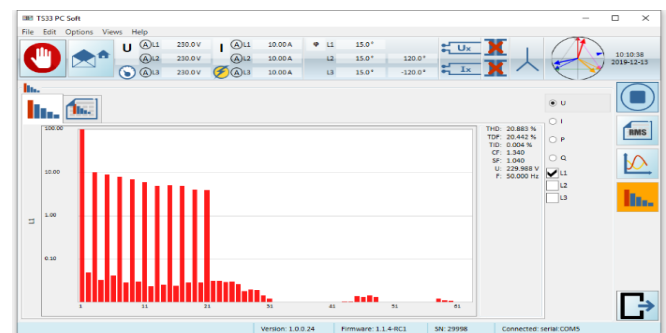 TS33 PC Soft
File Edit Options Views Help
U A L1 230.0 V I A L1 10.00 A φ L1 15.0° Ux
A L2 230.0 V A L2 10.00 A L2 15.0° 120.0°
A L3 230.0 V A L3 10.00 A L3 15.0° -120.0° Ix
10:10:38
2019-12-13
100.00
10.00
1.00
0.10
L1
1 11 21 31 41 51 61
THD: 20.883 %
TDF: 20.442 %
TID: 0.004 %
CF: 1.340
SF: 1.040
U: 229.988 V
F: 50.000 Hz
U
I
P
Q
L1
L2
L3
RMS
Version: 1.0.0.24 Firmware: 1.1.4-RC1 SN: 29998 Connected: serial:COM5